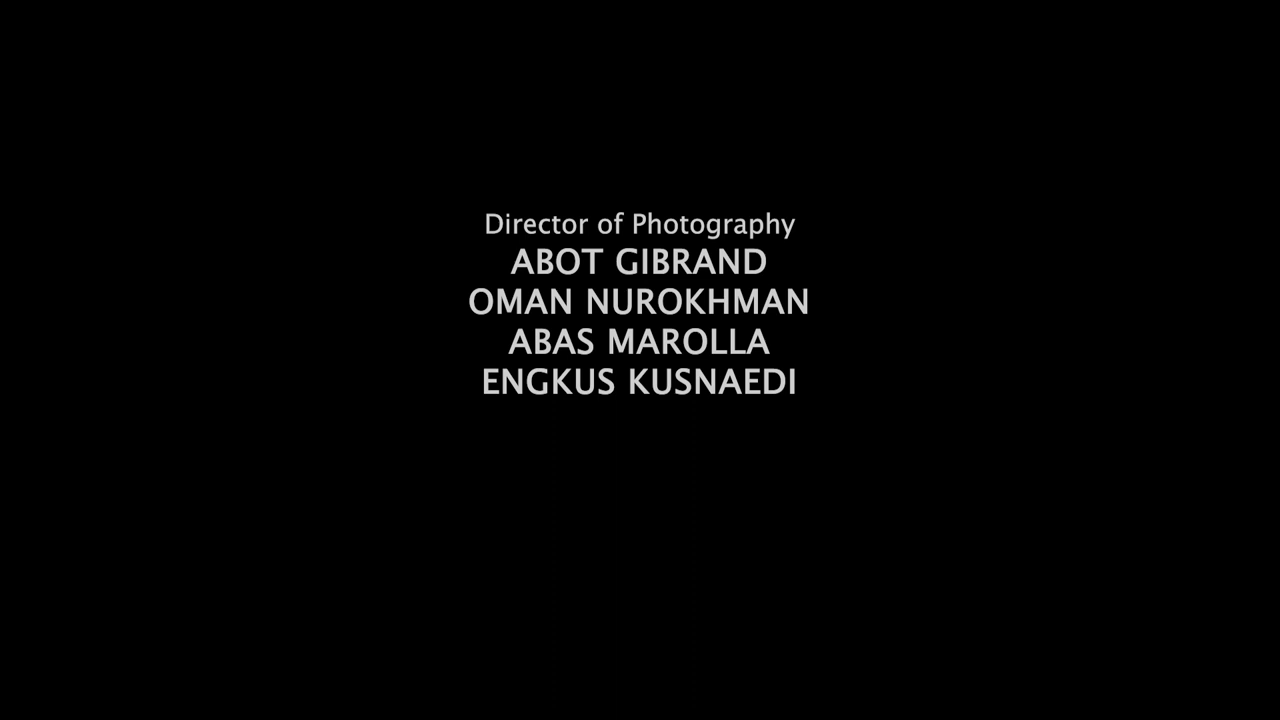 Director of Photography
ABOT GIBRAND
OMAN NUROKHMAN
ABAS MAROLLA
ENGKUS KUSNAEDI